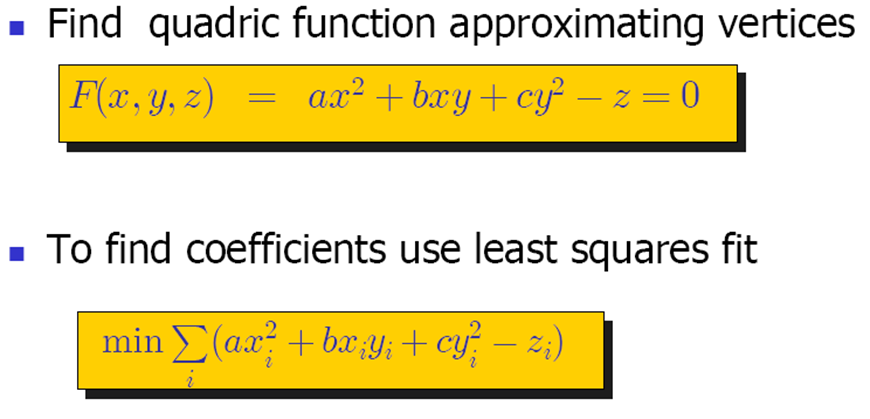 ▪ Find quadric function approximating vertices
F(x, y, z) = ax² + bxy + cy² − z = 0
▪ To find coefficients use least squares fit
min ∑ᵢ (axᵢ² + bxᵢyᵢ + cyᵢ² − zᵢ)